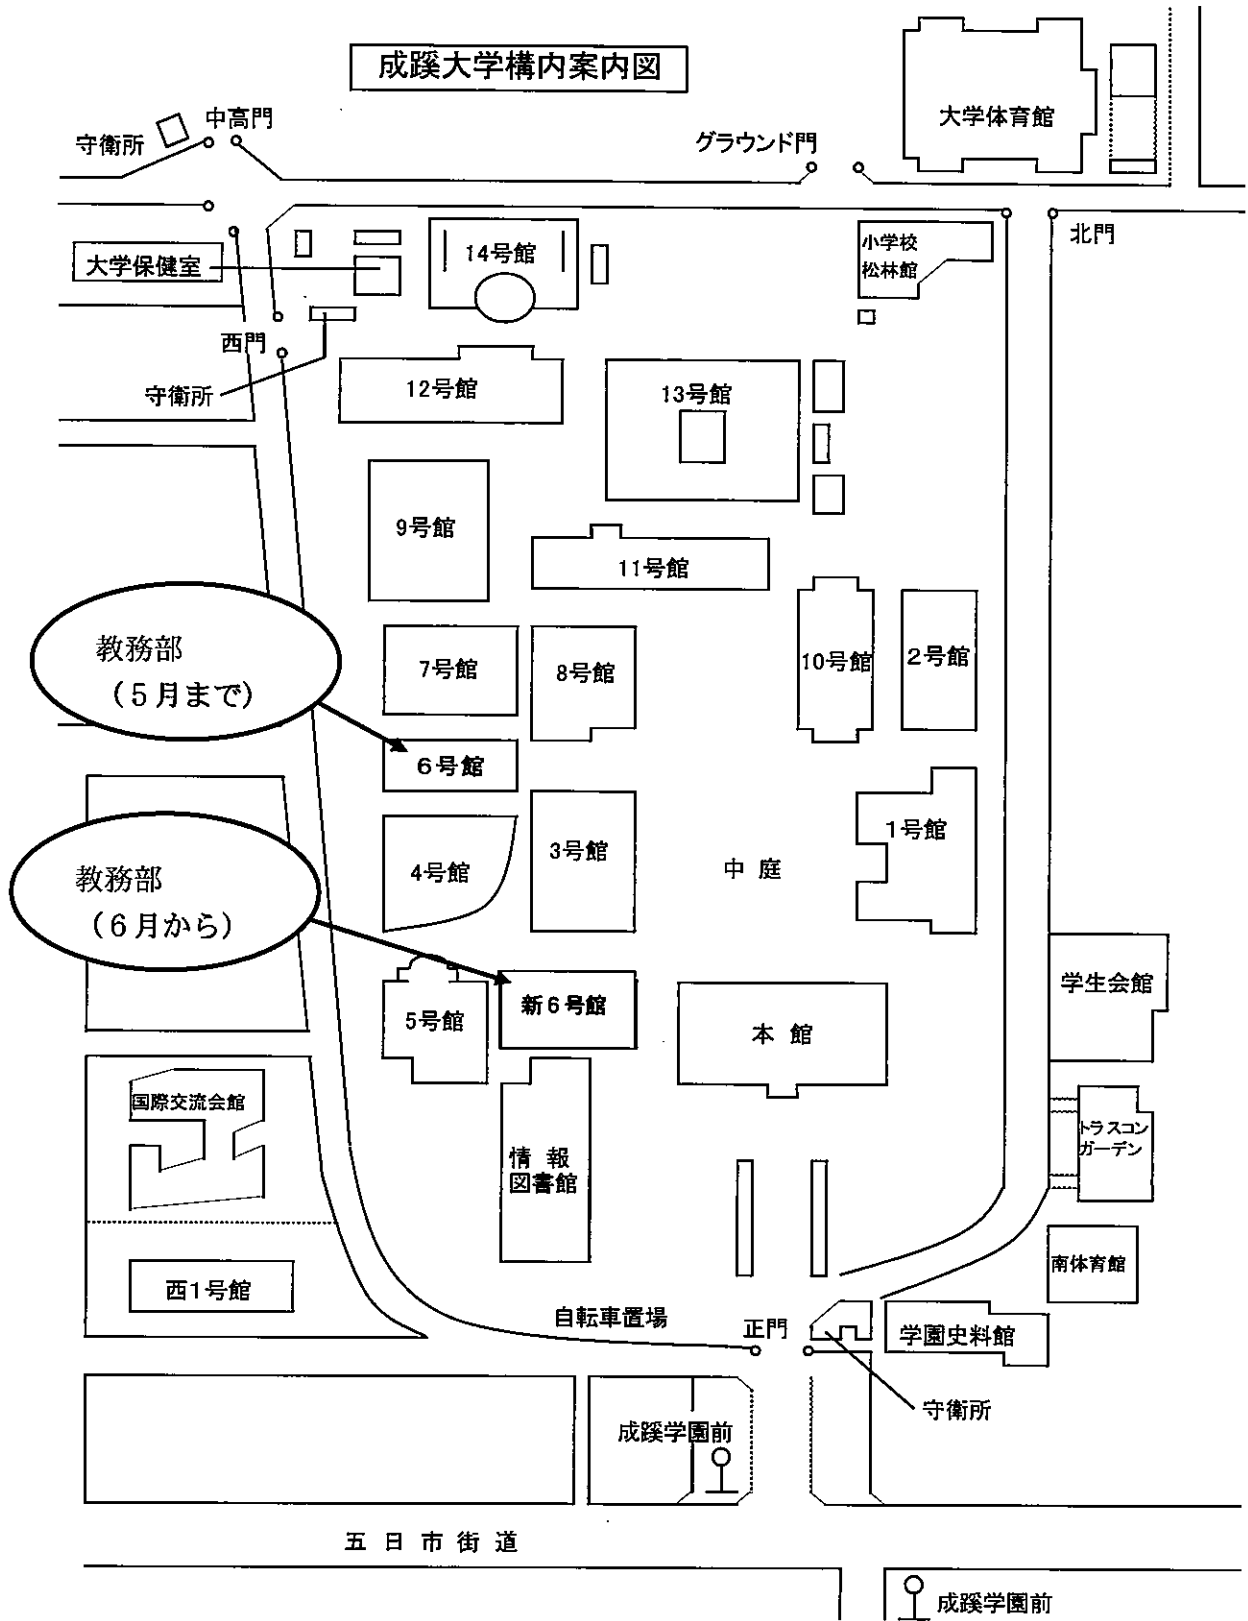 成蹊大学構内案内図
大学体育館
中高門
守衛所
グラウンド門
北門
小学校
松林館
14号館
大学保健室
西門
守衛所
12号館
13号館
9号館
11号館
教務部
(5月まで)
7号館
8号館
10号館
2号館
6号館
1号館
3号館
4号館
中庭
教務部
(6月から)
学生会館
新6号館
5号館
本館
国際交流会館
トラスコン
ガーデン
情報
図書館
南体育館
西1号館
自転車置場
正門
学園史料館
守衛所
成蹊学園前
五日市街道
成蹊学園前